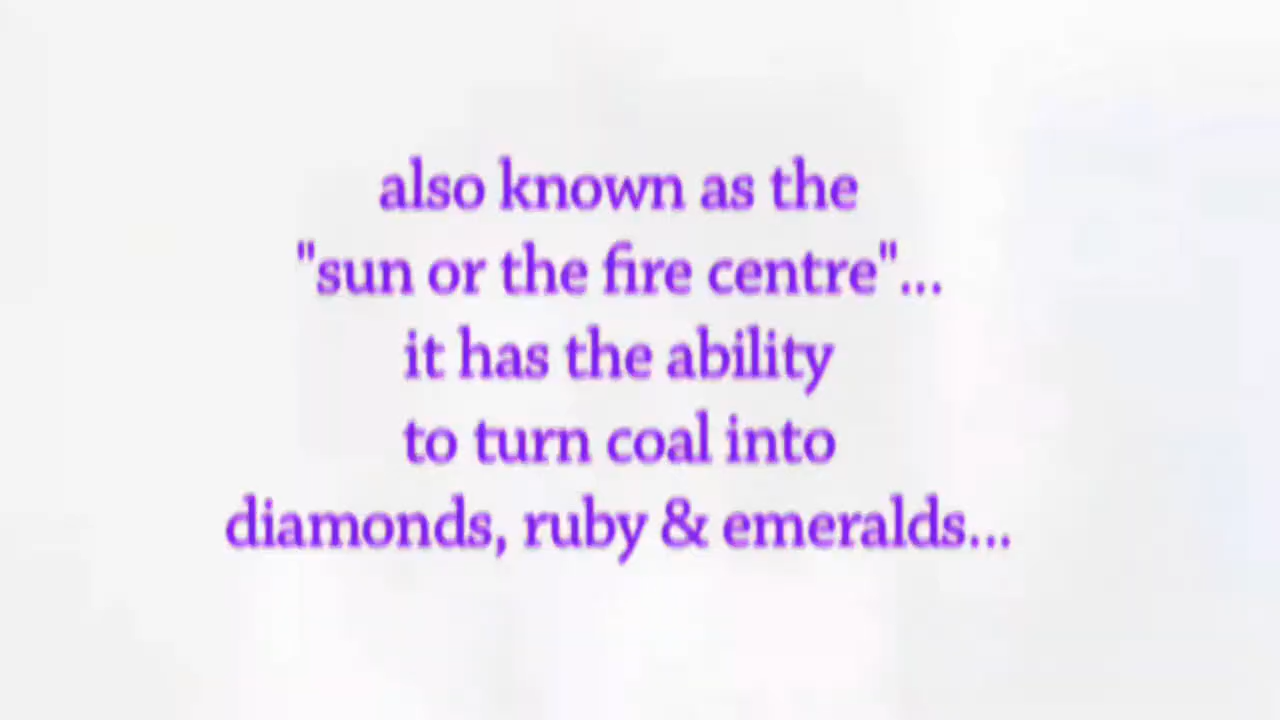 also known as the
"sun or the fire centre"...
it has the ability
to turn coal into
diamonds, ruby & emeralds...